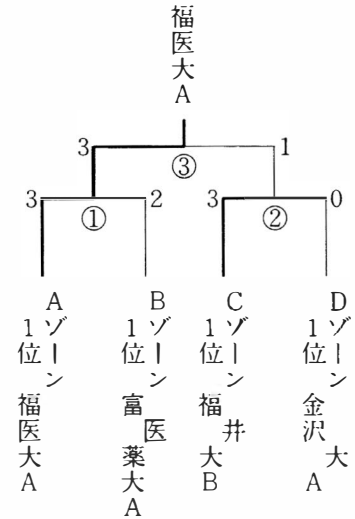 福医大A
3 1
③
3 2 3 0
① ②
Aゾーン
1位 福医大A
Bゾーン
1位 富医薬大A
Cゾーン
1位 福井大B
Dゾーン
1位 金沢大A